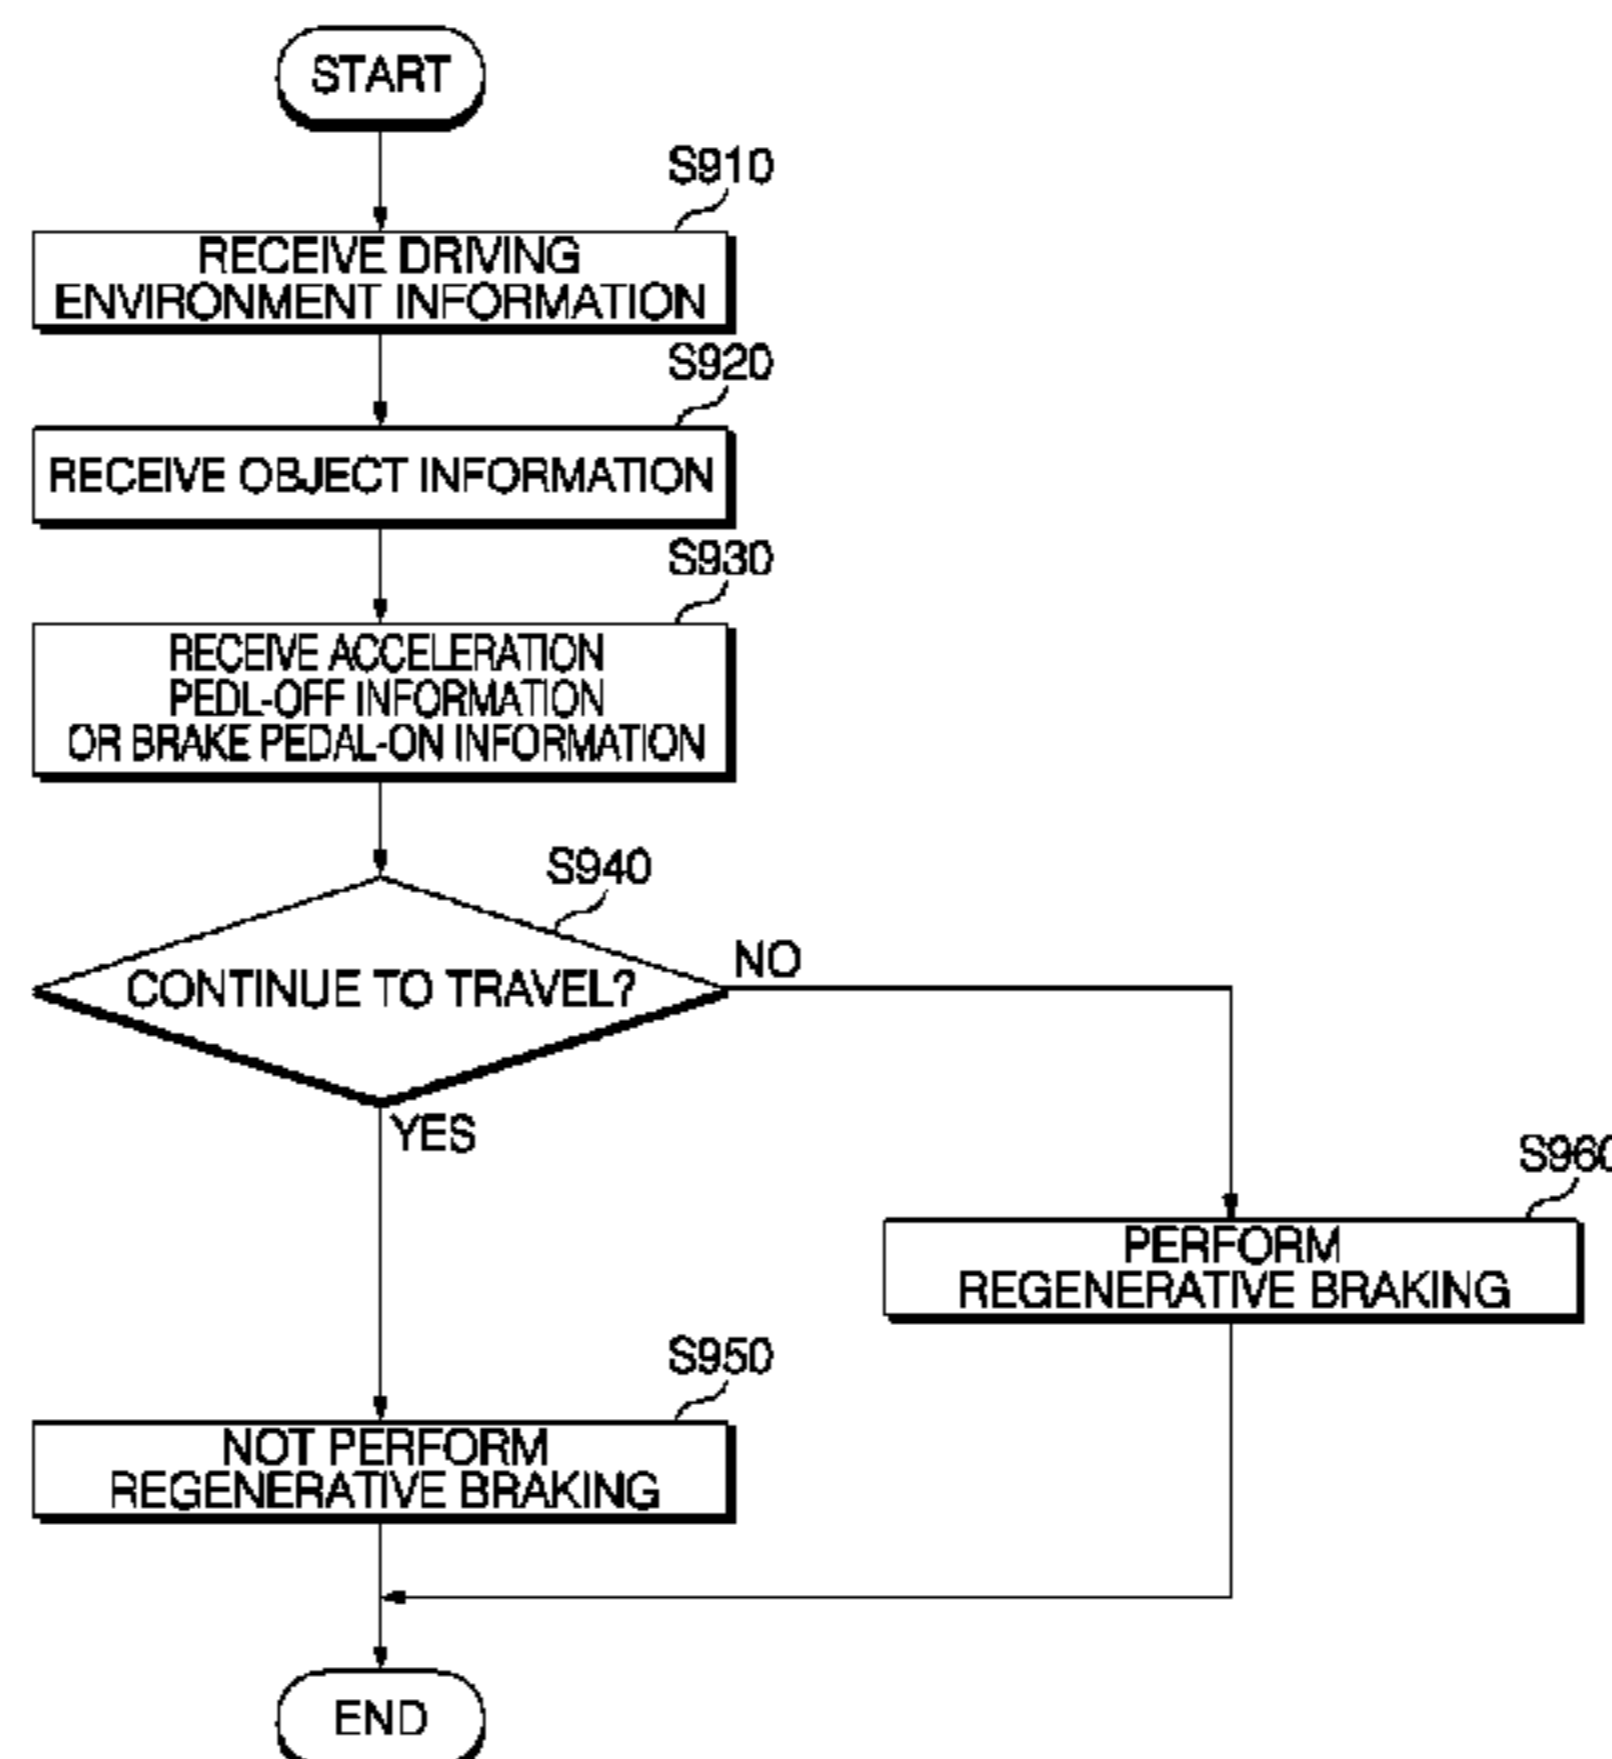 START
S910
RECEIVE DRIVING
ENVIRONMENT INFORMATION
S920
RECEIVE OBJECT INFORMATION
S930
RECEIVE ACCELERATION
PEDL-OFF INFORMATION
OR BRAKE PEDAL-ON INFORMATION
S940
CONTINUE TO TRAVEL?
NO
YES
S960
PERFORM
REGENERATIVE BRAKING
S950
NOT PERFORM
REGENERATIVE BRAKING
END